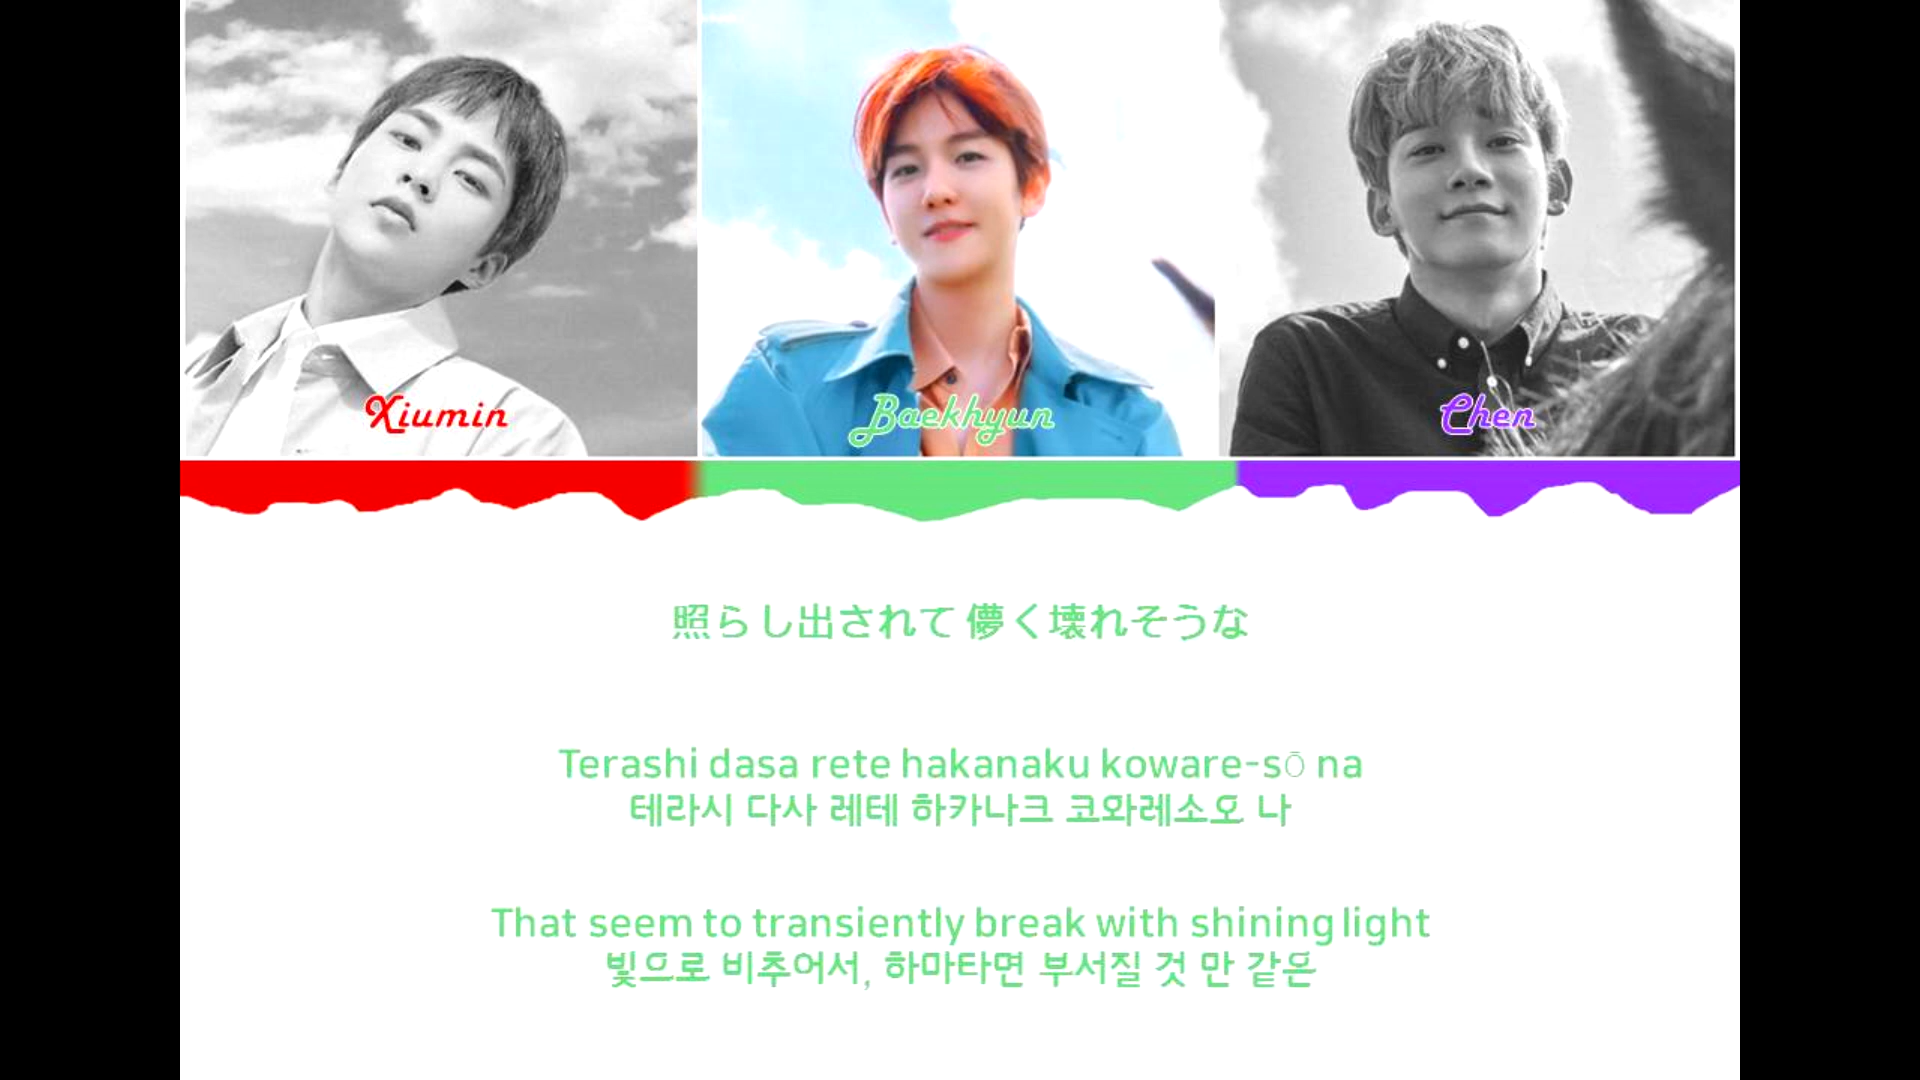 Xiumin
Baekhyun
Chen
照らし出されて 儚く壊れそうな
Terashi dasa rete hakanaku koware-sō na
테라시 다사 레테 하카나크 코와레소오 나
That seem to transiently break with shining light
빛으로 비추어서, 하마타면 부서질 것 만 같은